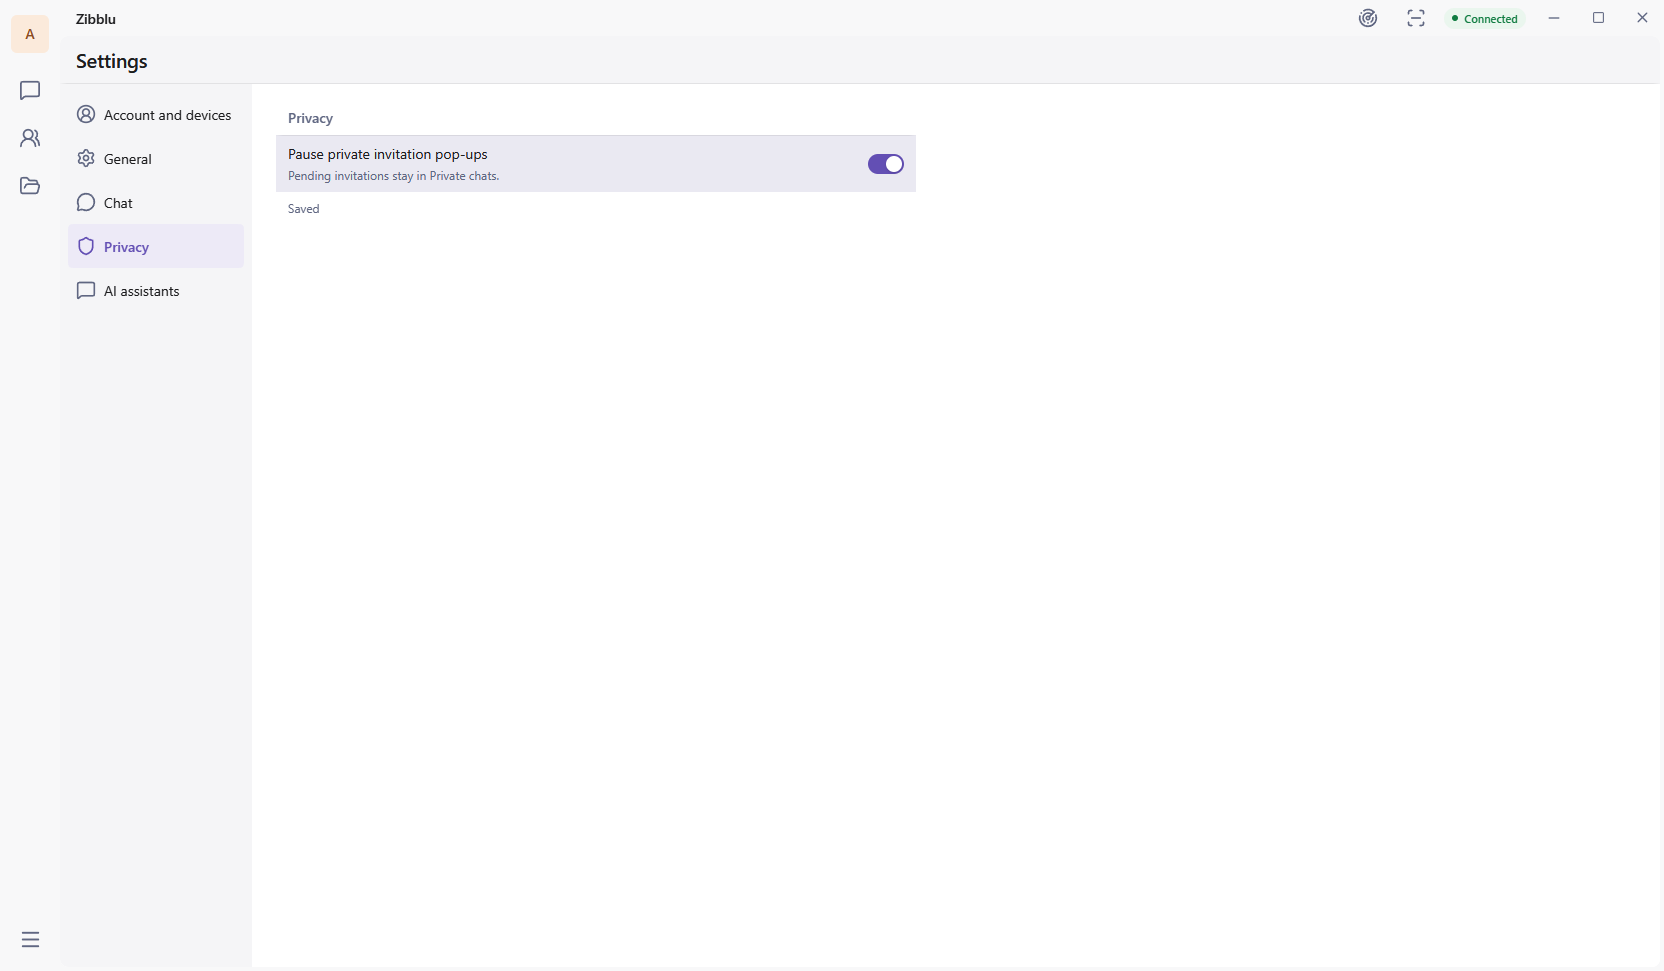 Zibblu
Connected
A
Settings
Account and devices
General
Chat
Privacy
AI assistants
Privacy
Pause private invitation pop-ups
Pending invitations stay in Private chats.
Saved